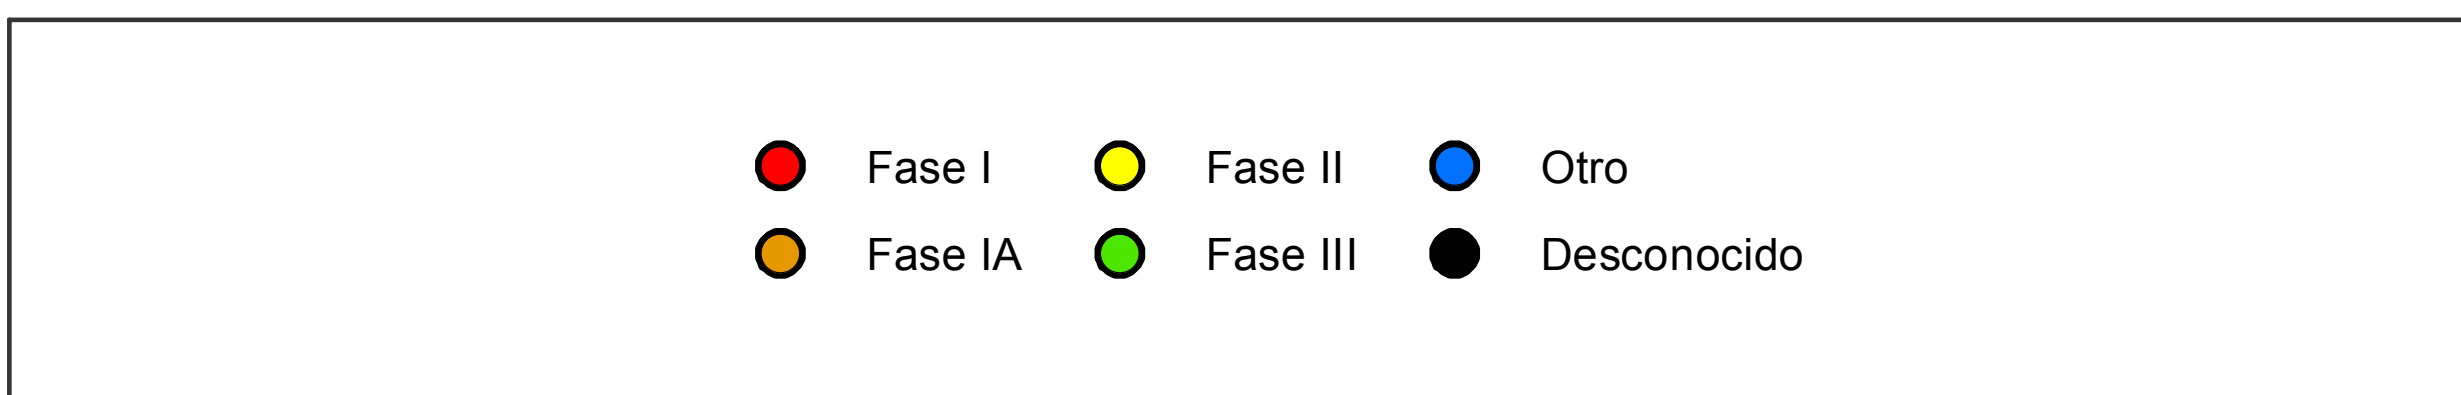 Fase I Fase II Otro
Fase IA Fase III Desconocido